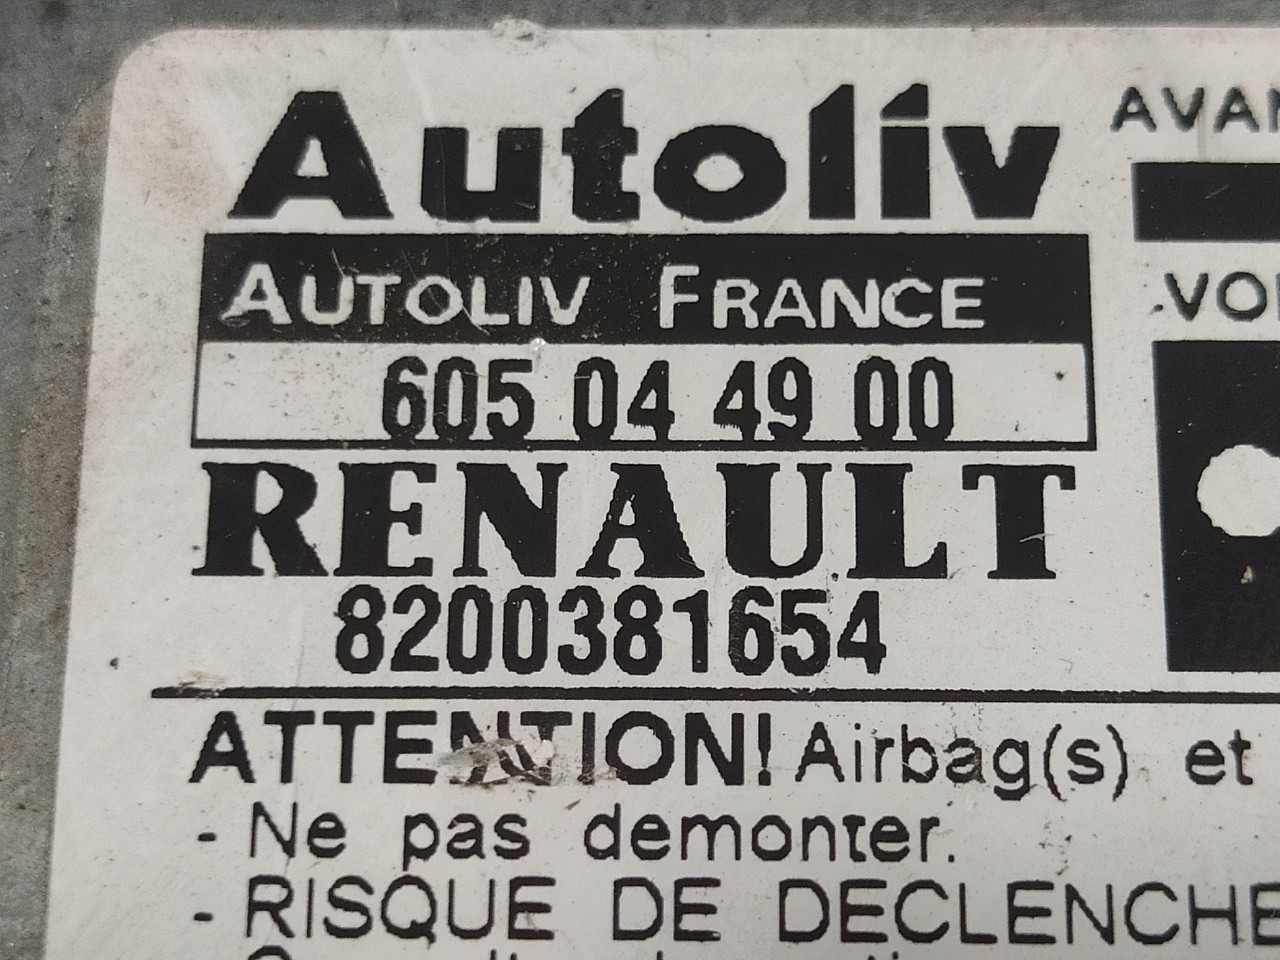 Autoliv
AUTOLIV FRANCE
605 04 49 00
RENAULT
8200381654
ATTENTION! Airbag(s) et
- Ne pas demonter.
- RISQUE DE DECLENCHE